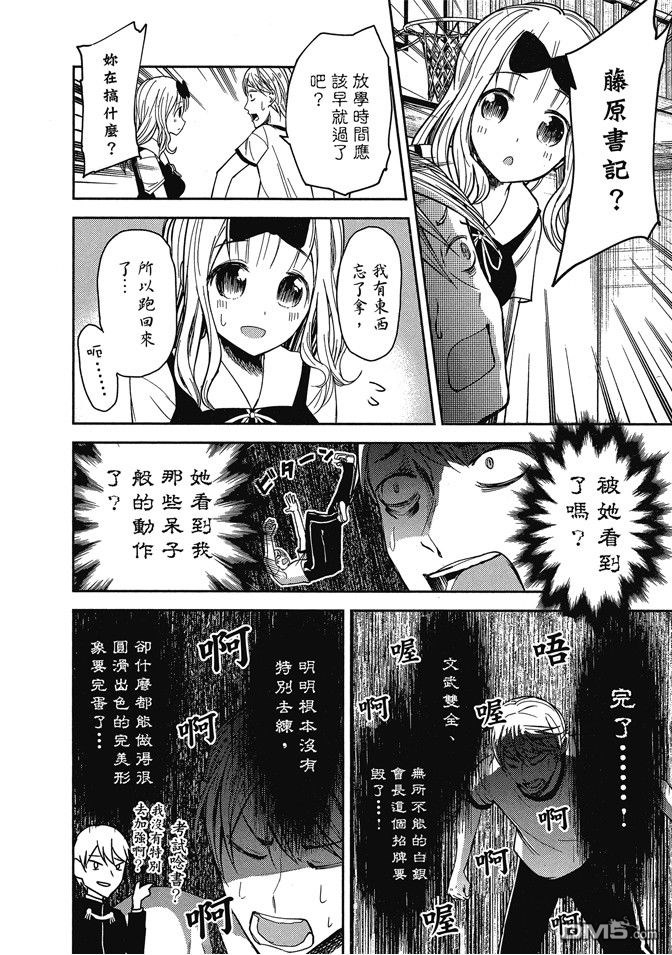 藤原書記？
放學時間應
該早就過了
吧？
妳在搞什麼？
我有東西
忘了拿，
所以跑回來
了⋯
呃⋯⋯
被她看到
了嗎？
ビターン
她看到我
那些呆子
般的動作
了？
完了⋯⋯！
唔
喔
喔
啊
啊
喔
啊
文武雙全、
無所不能的白銀
會長這個招牌要
毀了⋯！
明明根本沒有
特別去練，
卻什麼都能做得很
圓滑出色的完美形
象要完蛋了⋯
啊
啊
啊
啊
考試唸書？
我沒有特別
去加強啊？
DM5.com